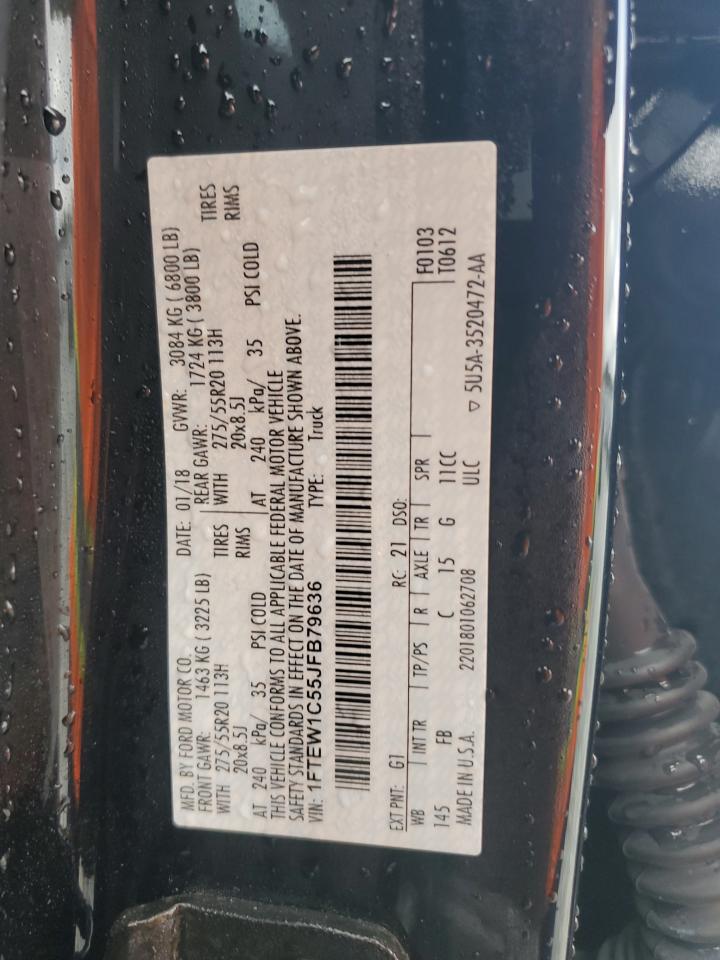 MFD. BY FORD MOTOR CO. DATE: 01/18 GVWR: 3084 KG ( 6800 LB)
FRONT GAWR: 1463 KG ( 3225 LB) REAR GAWR: 1724 KG ( 3800 LB)
WITH 275/55R20 113H TIRES WITH 275/55R20 113H TIRES
20x8.5J RIMS 20x8.5J RIMS
AT 240 kPa/ 35 PSI COLD AT 240 kPa/ 35 PSI COLD
THIS VEHICLE CONFORMS TO ALL APPLICABLE FEDERAL MOTOR VEHICLE
SAFETY STANDARDS IN EFFECT ON THE DATE OF MANUFACTURE SHOWN ABOVE.
VIN: 1FTEW1C55JFB79636 TYPE: Truck
EXT PNT: G1 RC: 21 DSO: F0103
WB INT TR TP/PS R AXLE TR SPR T0612
145 FB C 15 G 11CC
MADE IN U.S.A. 2201801062708 ULC ▽ 5U5A-3520472-AA